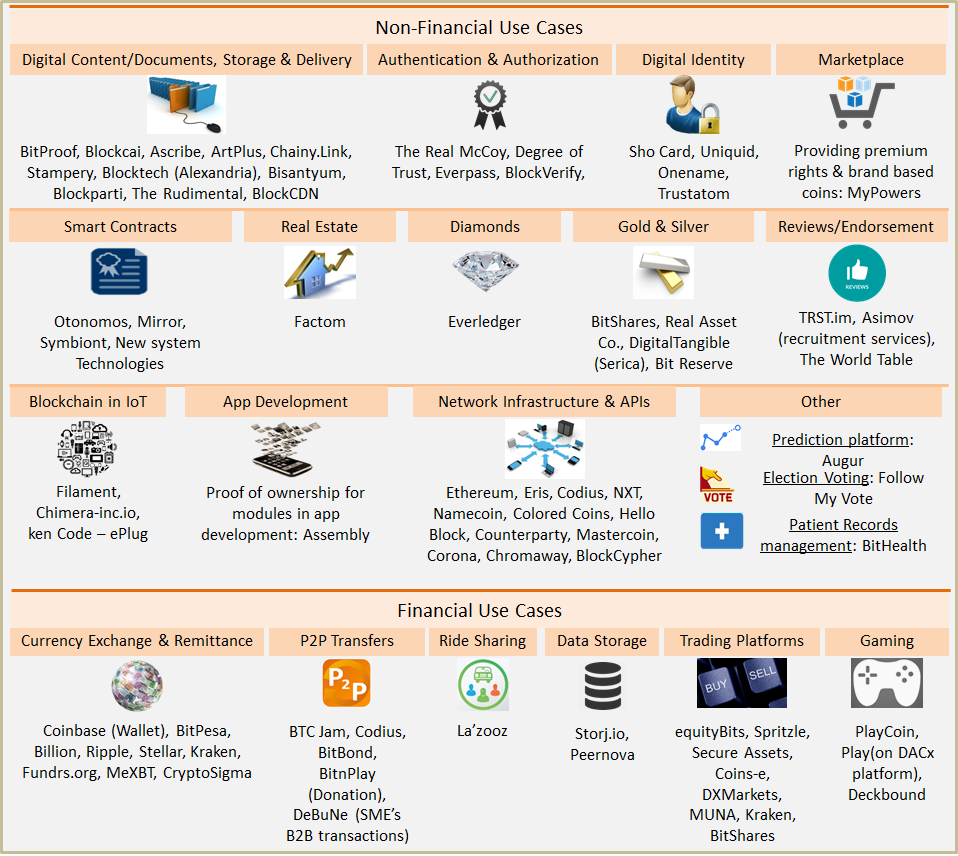 Non-Financial Use Cases
Digital Content/Documents, Storage & Delivery
BitProof, Blockcai, Ascribe, ArtPlus, Chainy.Link,
Stampery, Blocktech (Alexandria), Bisantyum,
Blockparti, The Rudimental, BlockCDN
Authentication & Authorization
The Real McCoy, Degree of
Trust, Everpass, BlockVerify,
Digital Identity
Sho Card, Uniquid,
Onename,
Trustatom
Marketplace
Providing premium
rights & brand based
coins: MyPowers
Smart Contracts
Otonomos, Mirror,
Symbiont, New system
Technologies
Real Estate
Factom
Diamonds
Everledger
Gold & Silver
BitShares, Real Asset
Co., DigitalTangible
(Serica), Bit Reserve
Reviews/Endorsement
REVIEWS
TRST.im, Asimov
(recruitment services),
The World Table
Blockchain in IoT
Filament,
Chimera-inc.io,
ken Code – ePlug
App Development
Proof of ownership for
modules in app
development: Assembly
Network Infrastructure & APIs
Ethereum, Eris, Codius, NXT,
Namecoin, Colored Coins, Hello
Block, Counterparty, Mastercoin,
Corona, Chromaway, BlockCypher
Other
Prediction platform:
Augur
VOTE
Election Voting: Follow
My Vote
Patient Records
management: BitHealth
Financial Use Cases
Currency Exchange & Remittance
Coinbase (Wallet), BitPesa,
Billion, Ripple, Stellar, Kraken,
Fundrs.org, MeXBT, CryptoSigma
P2P Transfers
P2P
BTC Jam, Codius,
BitBond,
BitnPlay
(Donation),
DeBuNe (SME’s
B2B transactions)
Ride Sharing
La’zooz
Data Storage
Storj.io,
Peernova
Trading Platforms
BUY
SELL
equityBits, Spritzle,
Secure Assets,
Coins-e,
DXMarkets,
MUNA, Kraken,
BitShares
Gaming
PlayCoin,
Play(on DACx
platform),
Deckbound